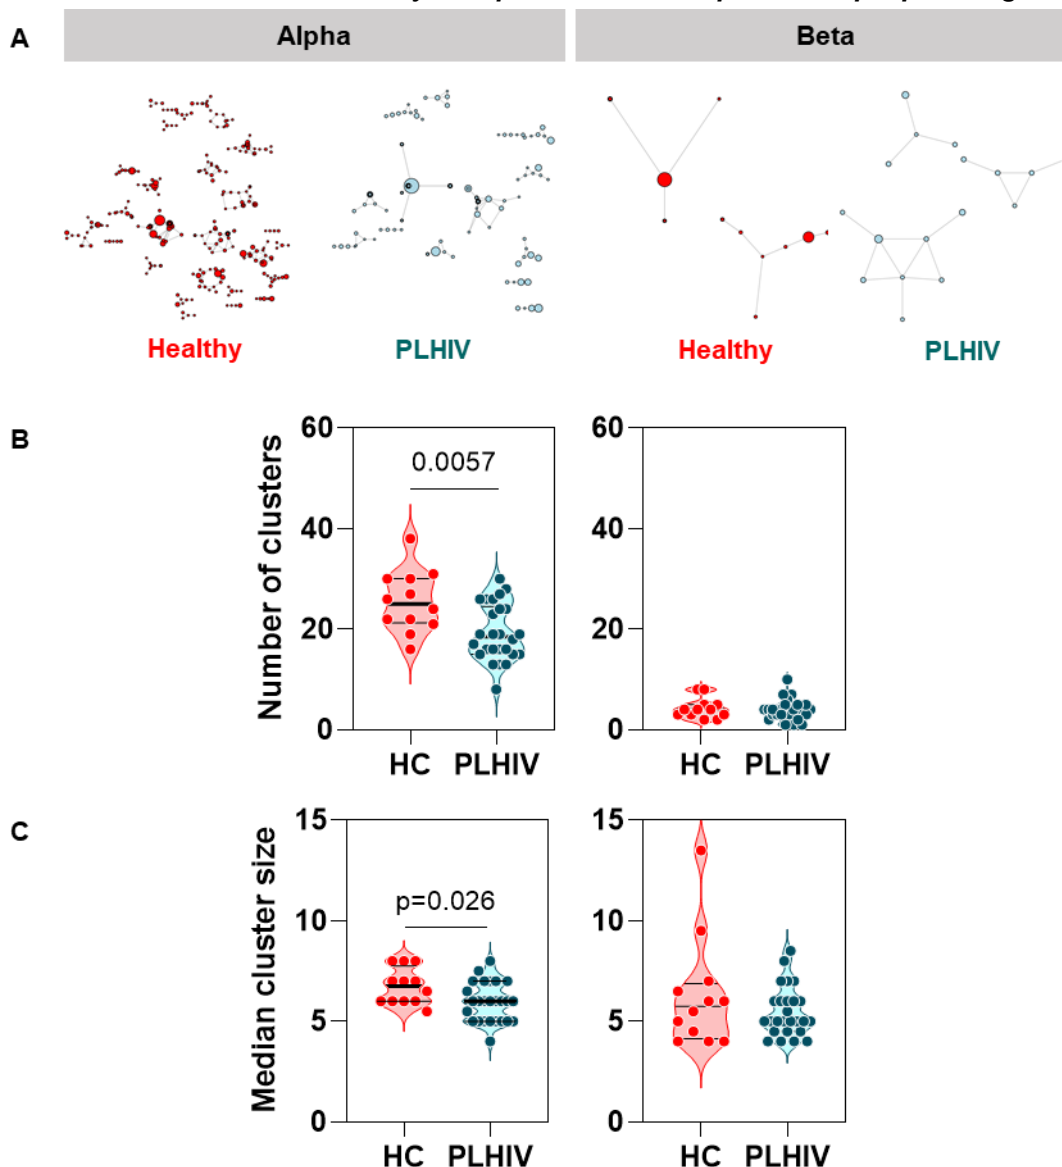 A
Alpha
Beta
Healthy
PLHIV
Healthy
PLHIV
B
Number of clusters
60
40
20
0
0.0057
HC
PLHIV
60
40
20
0
HC
PLHIV
C
Median cluster size
15
10
5
0
p=0.026
HC
PLHIV
15
10
5
0
HC
PLHIV